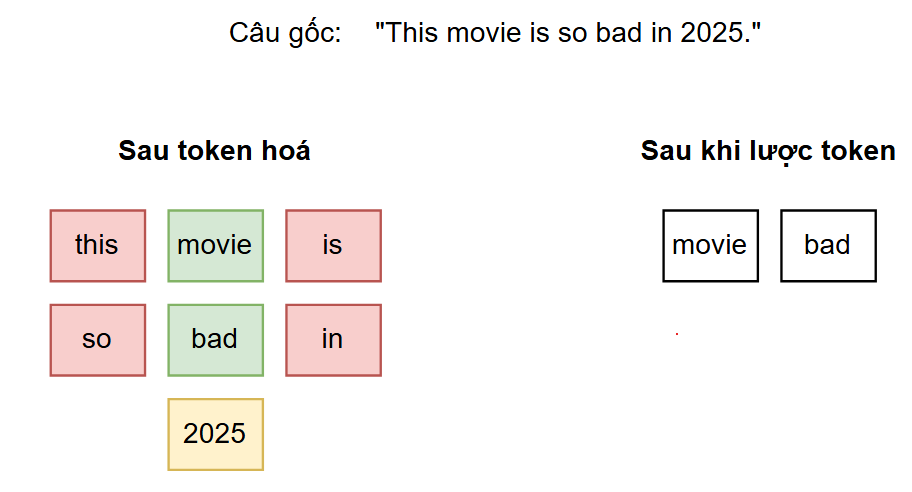 Câu gốc: "This movie is so bad in 2025."
Sau token hoá
Sau khi lược token
this movie is
movie bad
so bad in
2025